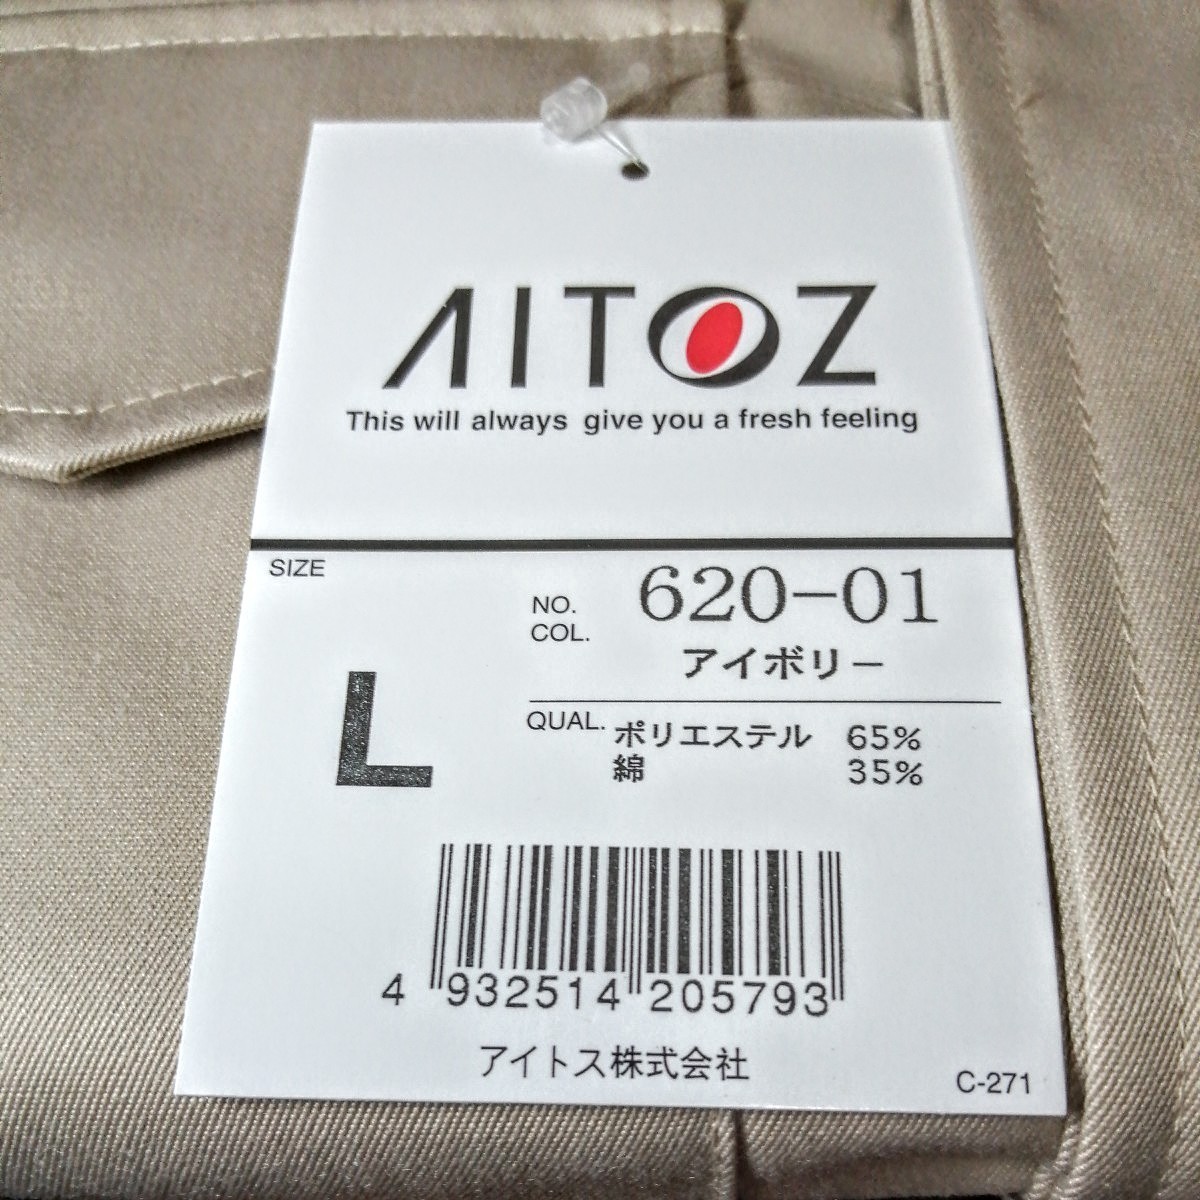 AITOZ
This will always give you a fresh feeling
SIZE
L
NO. 620-01
COL. アイボリー
QUAL. ポリエステル 65%
綿 35%
4 932514 205793
アイトス株式会社
C-271